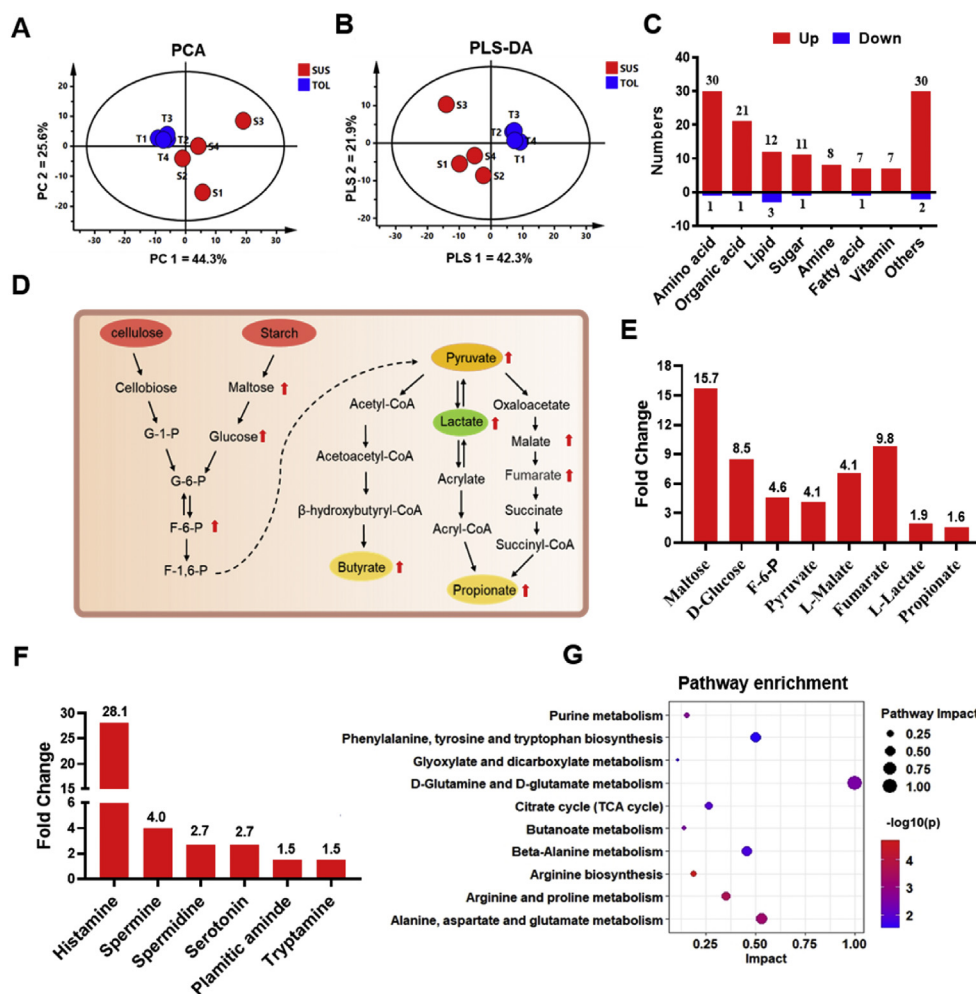 A
PCA
SUS
TOL
PC 2 = 25.6%
20
10
0
-10
-20
T3
T1
T2
T4
S4
S3
S2
S1
-30
-20
-10
0
10
20
30
PC 1 = 44.3%
B
PLS-DA
SUS
TOL
PLS 2 = 21.9%
20
10
0
-10
-20
S3
T3
T2
T4
T1
S4
S1
S2
-30
-20
-10
0
10
20
30
PLS 1 = 42.3%
C
Up
Down
Numbers
40
30
20
10
0
-10
30
21
12
11
8
7
7
30
1
1
3
1
1
2
Amino acid
Organic acid
Lipid
Sugar
Amine
Fatty acid
Vitamin
Others
D
cellulose
Starch
Cellobiose
Maltose
G-1-P
Glucose
G-6-P
F-6-P
F-1,6-P
Pyruvate
Acetyl-CoA
Oxaloacetate
Lactate
Malate
Acetoacetyl-CoA
Acrylate
Fumarate
β-hydroxybutyryl-CoA
Acryl-CoA
Succinate
Succinyl-CoA
Butyrate
Propionate
E
Fold Change
18
15
12
9
6
3
0
15.7
8.5
4.6
4.1
4.1
9.8
1.9
1.6
Maltose
D-Glucose
F-6-P
Pyruvate
L-Malate
Fumarate
L-Lactate
Propionate
F
Fold Change
30
25
20
15
6
4
2
0
28.1
4.0
2.7
2.7
1.5
1.5
Histamine
Spermine
Spermidine
Serotonin
Plamitic aminde
Tryptamine
G
Pathway enrichment
Purine metabolism
Phenylalanine, tyrosine and tryptophan biosynthesis
Glyoxylate and dicarboxylate metabolism
D-Glutamine and D-glutamate metabolism
Citrate cycle (TCA cycle)
Butanoate metabolism
Beta-Alanine metabolism
Arginine biosynthesis
Arginine and proline metabolism
Alanine, aspartate and glutamate metabolism
0.25
0.50
0.75
1.00
Impact
Pathway Impact
0.25
0.50
0.75
1.00
-log10(p)
4
3
2